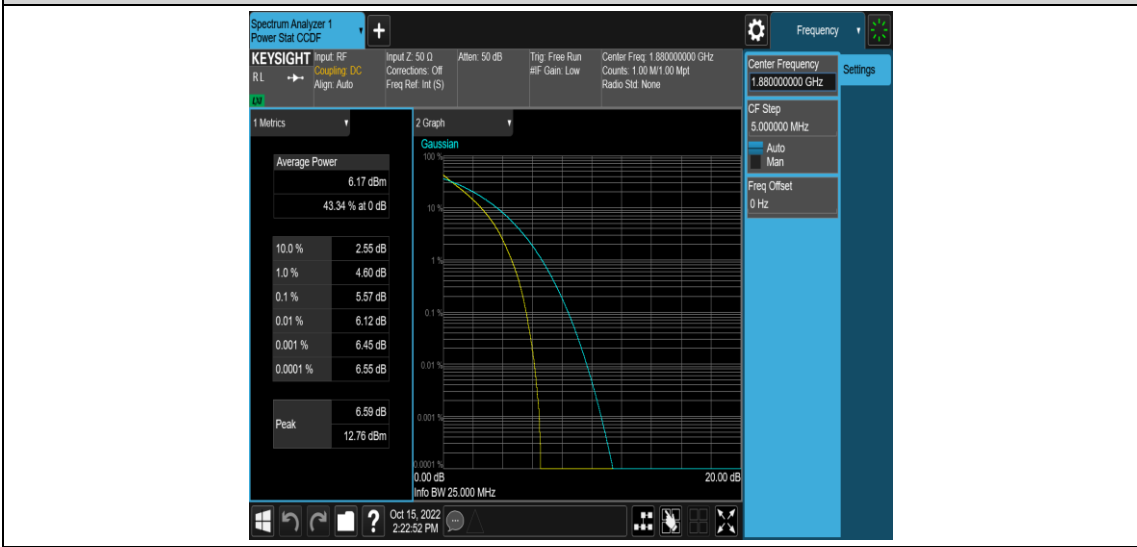 Spectrum Analyzer 1
Power Stat CCDF
+
Frequency
KEYSIGHT
R L
LXI
Input: RF
Coupling: DC
Align: Auto
Input Z: 50 Ω
Corrections: Off
Freq Ref: Int (S)
Atten: 50 dB
Trig: Free Run
#IF Gain: Low
Center Freq: 1.880000000 GHz
Counts: 1.00 M/1.00 Mpt
Radio Std: None
Center Frequency
1.880000000 GHz
Settings
CF Step
5.000000 MHz
Auto
Man
Freq Offset
0 Hz
1 Metrics
Average Power
6.17 dBm
43.34 % at 0 dB
10.0 % 2.55 dB
1.0 % 4.60 dB
0.1 % 5.57 dB
0.01 % 6.12 dB
0.001 % 6.45 dB
0.0001 % 6.55 dB
Peak
6.59 dB
12.76 dBm
2 Graph
Gaussian
100 %
10 %
1 %
0.1 %
0.01 %
0.001 %
0.0001 %
0.00 dB 20.00 dB
Info BW 25.000 MHz
?
Oct 15, 2022
2:22:52 PM